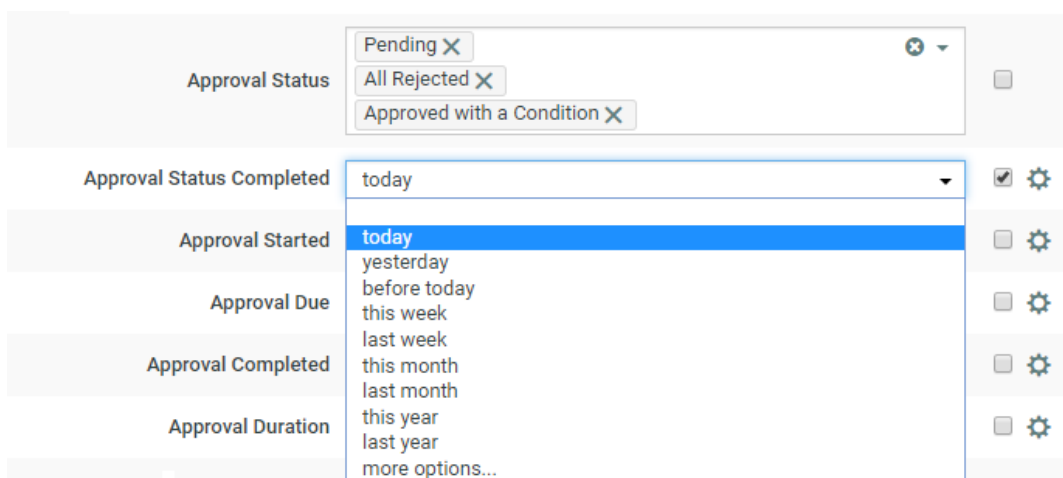 Pending
Approval Status
All Rejected
Approved with a Condition
Approval Status Completed
today
today
Approval Started
yesterday
before today
Approval Due
this week
last week
Approval Completed
this month
last month
Approval Duration
this year
last year
more options...